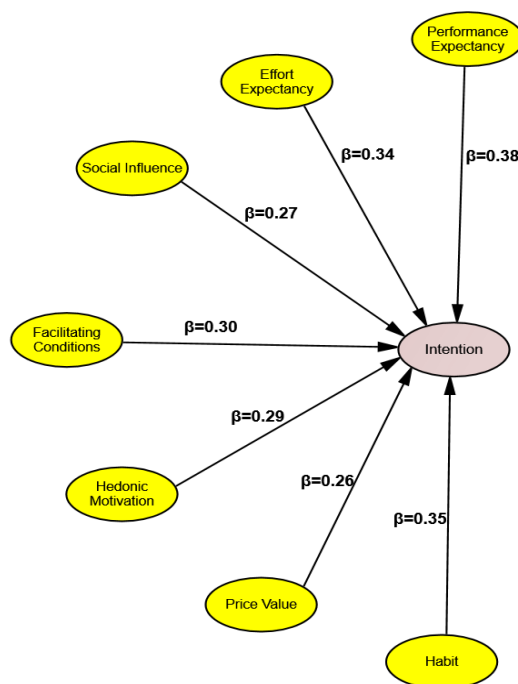 Performance
Expectancy
Effort
Expectancy
β=0.34
β=0.38
Social Influence
β=0.27
Facilitating
Conditions
β=0.30
Intention
β=0.29
Hedonic
Motivation
β=0.26
β=0.35
Price Value
Habit